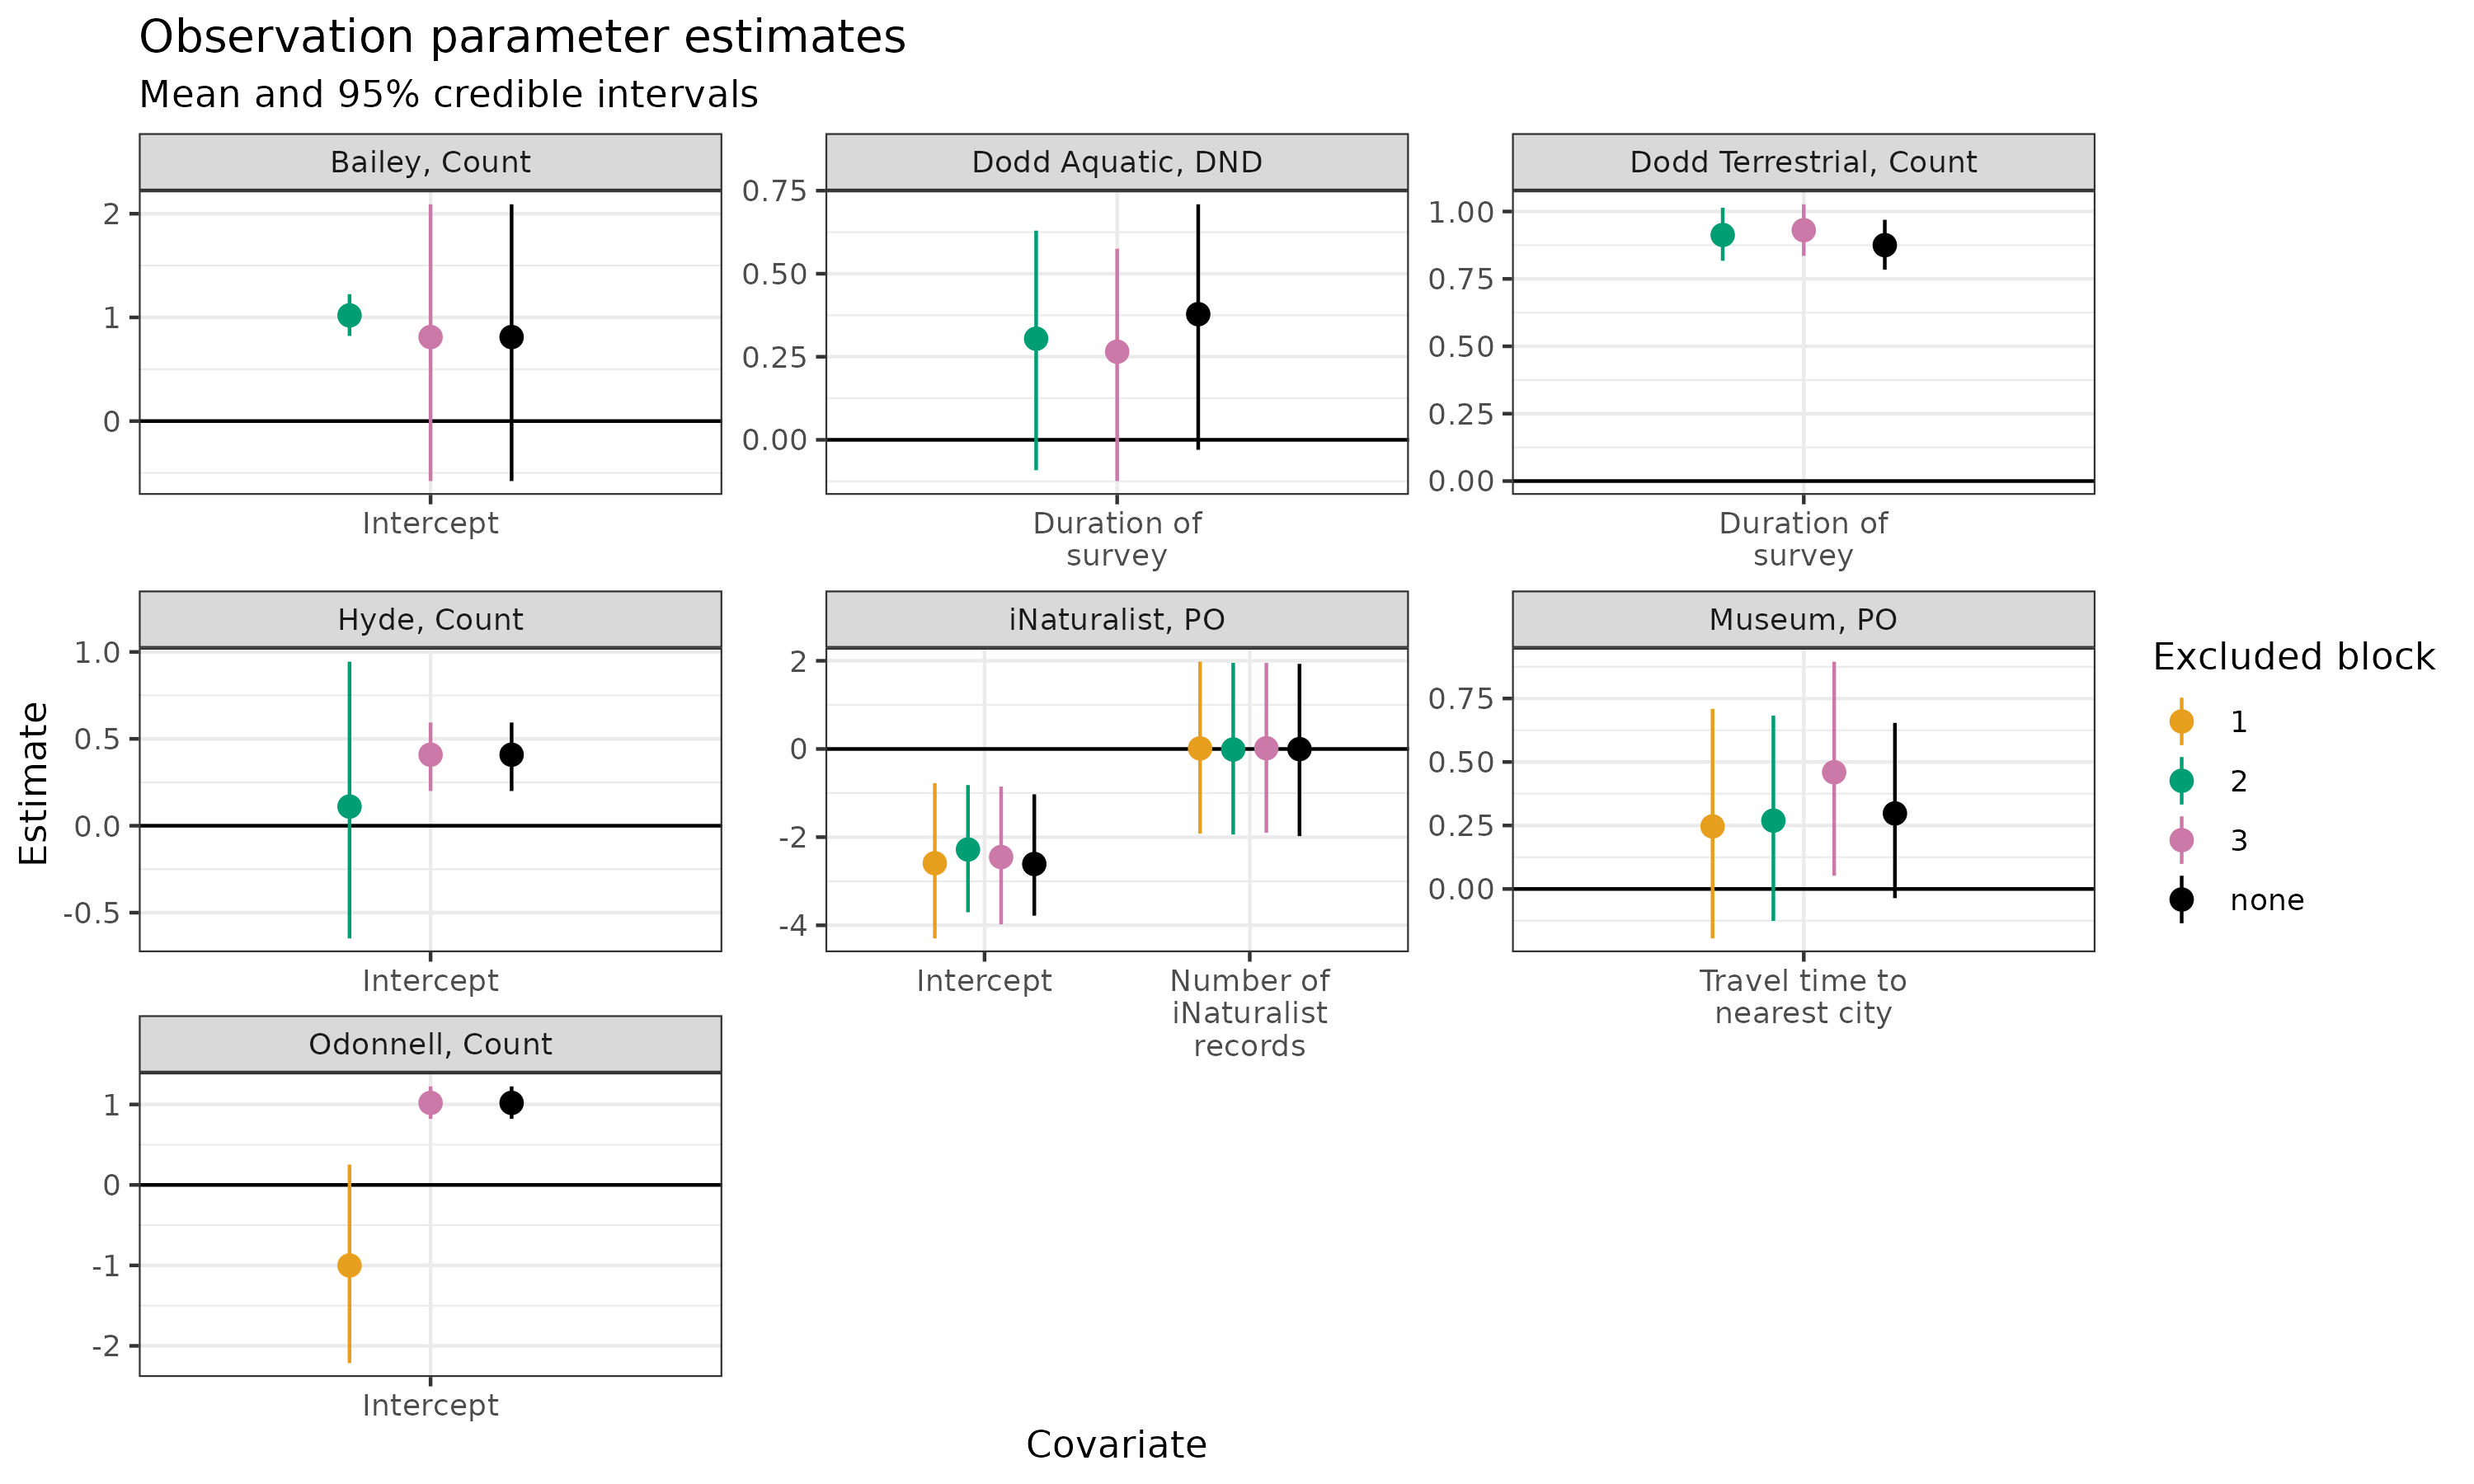 Observation parameter estimates
Mean and 95% credible intervals
Bailey, Count
2
1
0
Intercept
Dodd Aquatic, DND
0.75
0.50
0.25
0.00
Duration of
survey
Dodd Terrestrial, Count
1.00
0.75
0.50
0.25
0.00
Duration of
survey
Estimate
Hyde, Count
1.0
0.5
0.0
-0.5
Intercept
iNaturalist, PO
2
0
-2
-4
Intercept
Number of
iNaturalist
records
Museum, PO
0.75
0.50
0.25
0.00
Travel time to
nearest city
Excluded block
1
2
3
none
Odonnell, Count
1
0
-1
-2
Intercept
Covariate